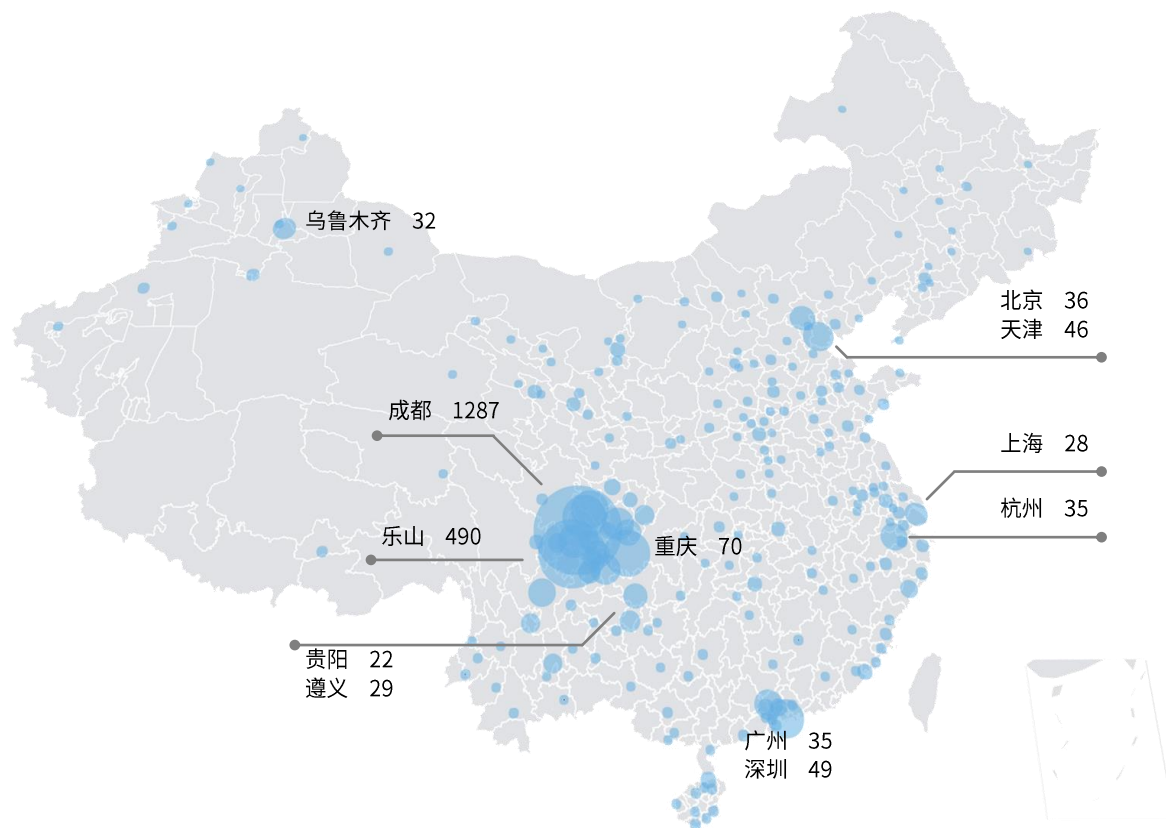 乌鲁木齐 32
北京 36
天津 46
成都 1287
上海 28
杭州 35
乐山 490
重庆 70
贵阳 22
遵义 29
广州 35
深圳 49